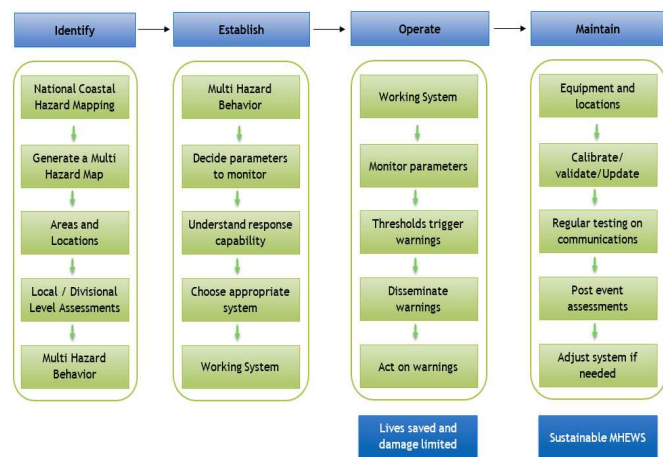 Identify
Establish
Operate
Maintain
National Coastal
Hazard Mapping
Generate a Multi
Hazard Map
Areas and
Locations
Local / Divisional
Level Assessments
Multi Hazard
Behavior
Multi Hazard
Behavior
Decide parameters
to monitor
Understand response
capability
Choose appropriate
system
Working System
Working System
Monitor parameters
Thresholds trigger
warnings
Disseminate
warnings
Act on warnings
Lives saved and
damage limited
Equipment and
locations
Calibrate/
validate/Update
Regular testing on
communications
Post event
assessments
Adjust system if
needed
Sustainable MHEWS